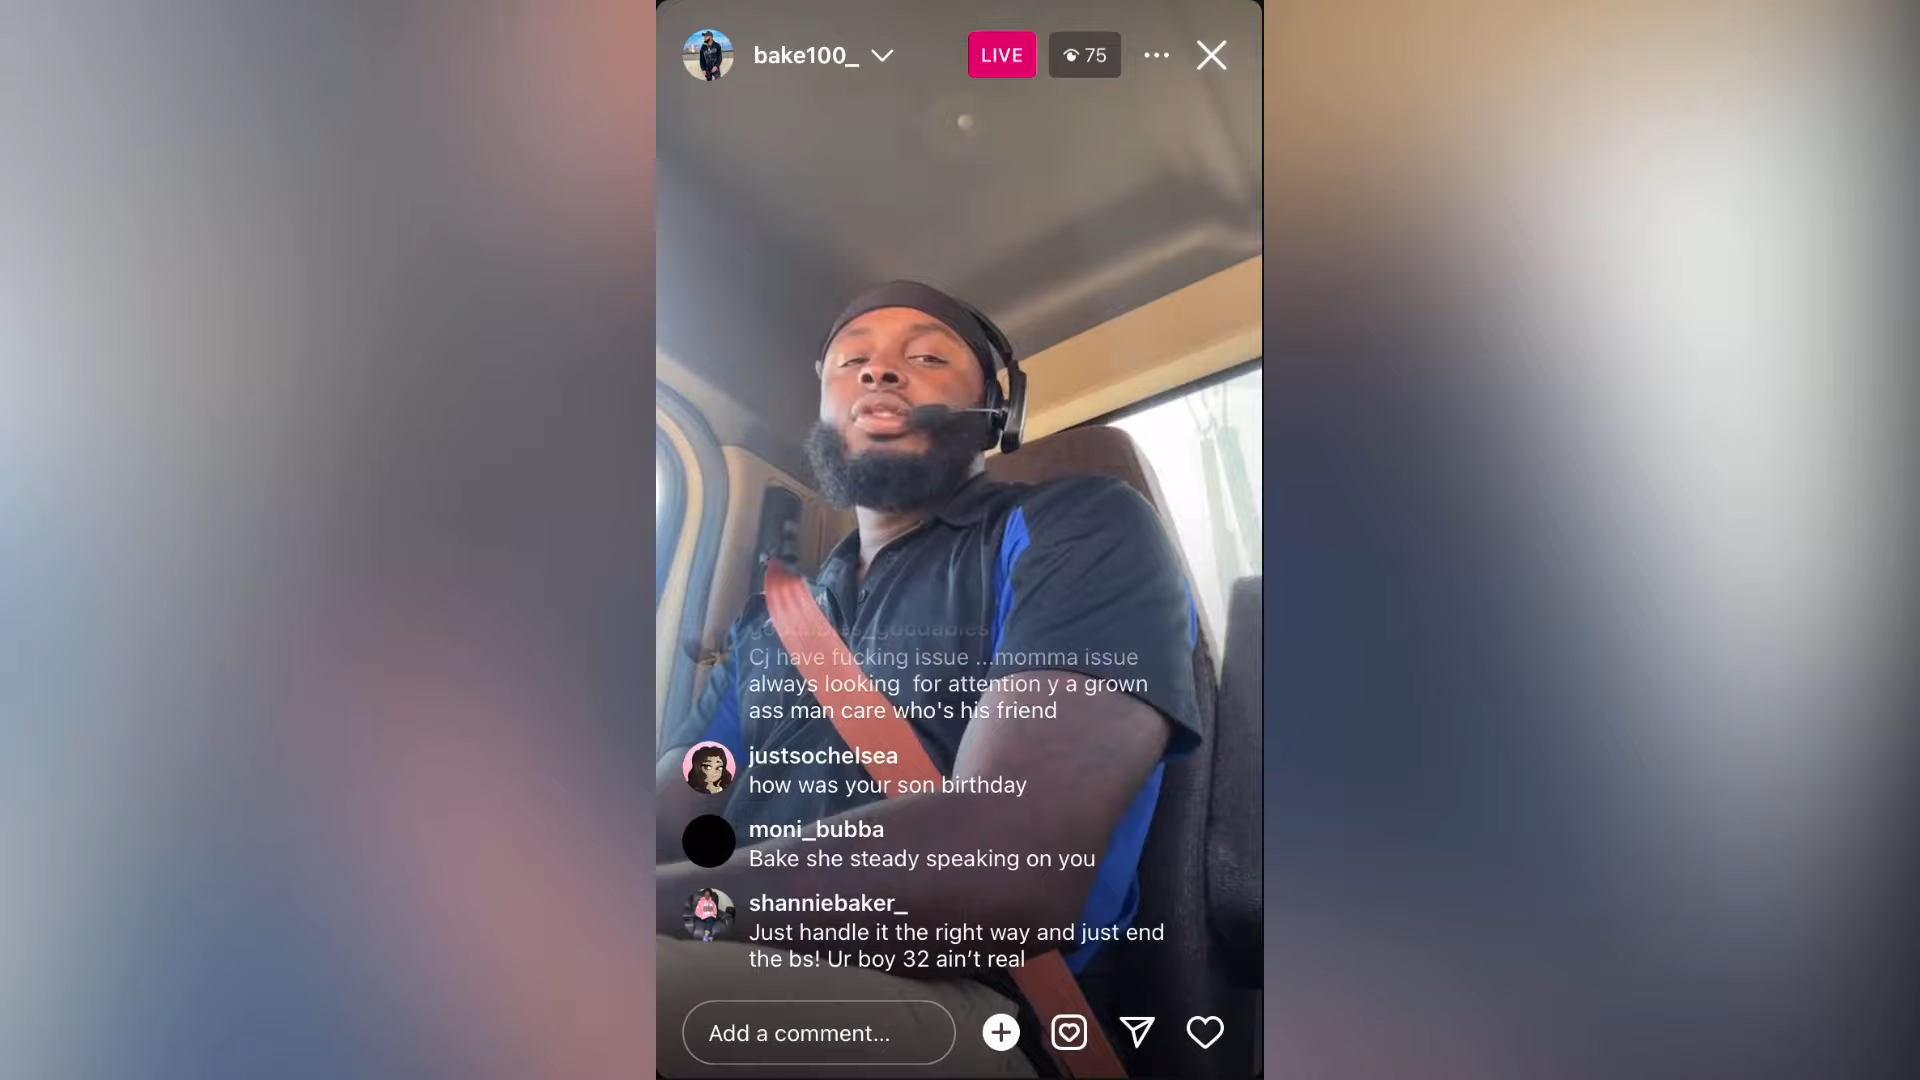 bake100_
LIVE
75
Cj have fucking issue ...momma issue
always looking  for attention y a grown
ass man care who's his friend
justsochelsea
how was your son birthday
moni_bubba
Bake she steady speaking on you
shanniebaker_
Just handle it the right way and just end
the bs! Ur boy 32 ain’t real
Add a comment...